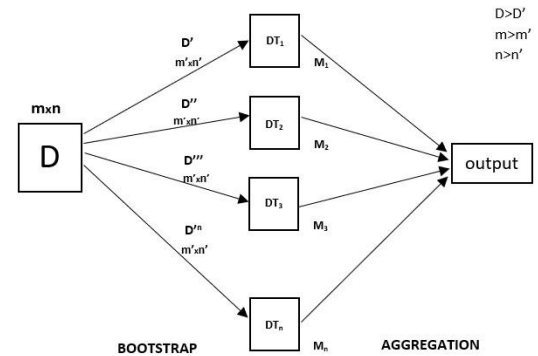 D>D'
m>m'
n>n'
mxn
D
D'
m'xn'
D''
m'xn'
D'''
m'xn'
D'ⁿ
m'xn'
DT₁
DT₂
DT₃
DTₙ
M₁
M₂
M₃
Mₙ
output
BOOTSTRAP
AGGREGATION